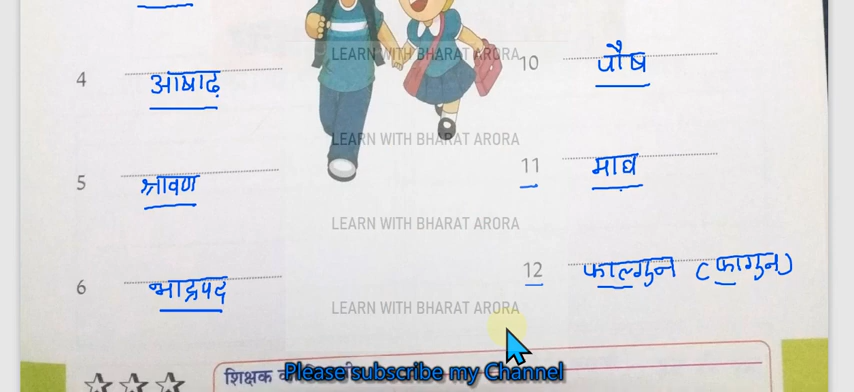 4 आषाढ़
5 श्रावण
6 भाद्रपद
10 पौष
11 माघ
12 फाल्गुन (फागुन)
LEARN WITH BHARAT ARORA
LEARN WITH BHARAT ARORA
LEARN WITH BHARAT ARORA
LEARN WITH BHARAT ARORA
शिक्षक
Please subscribe my Channel